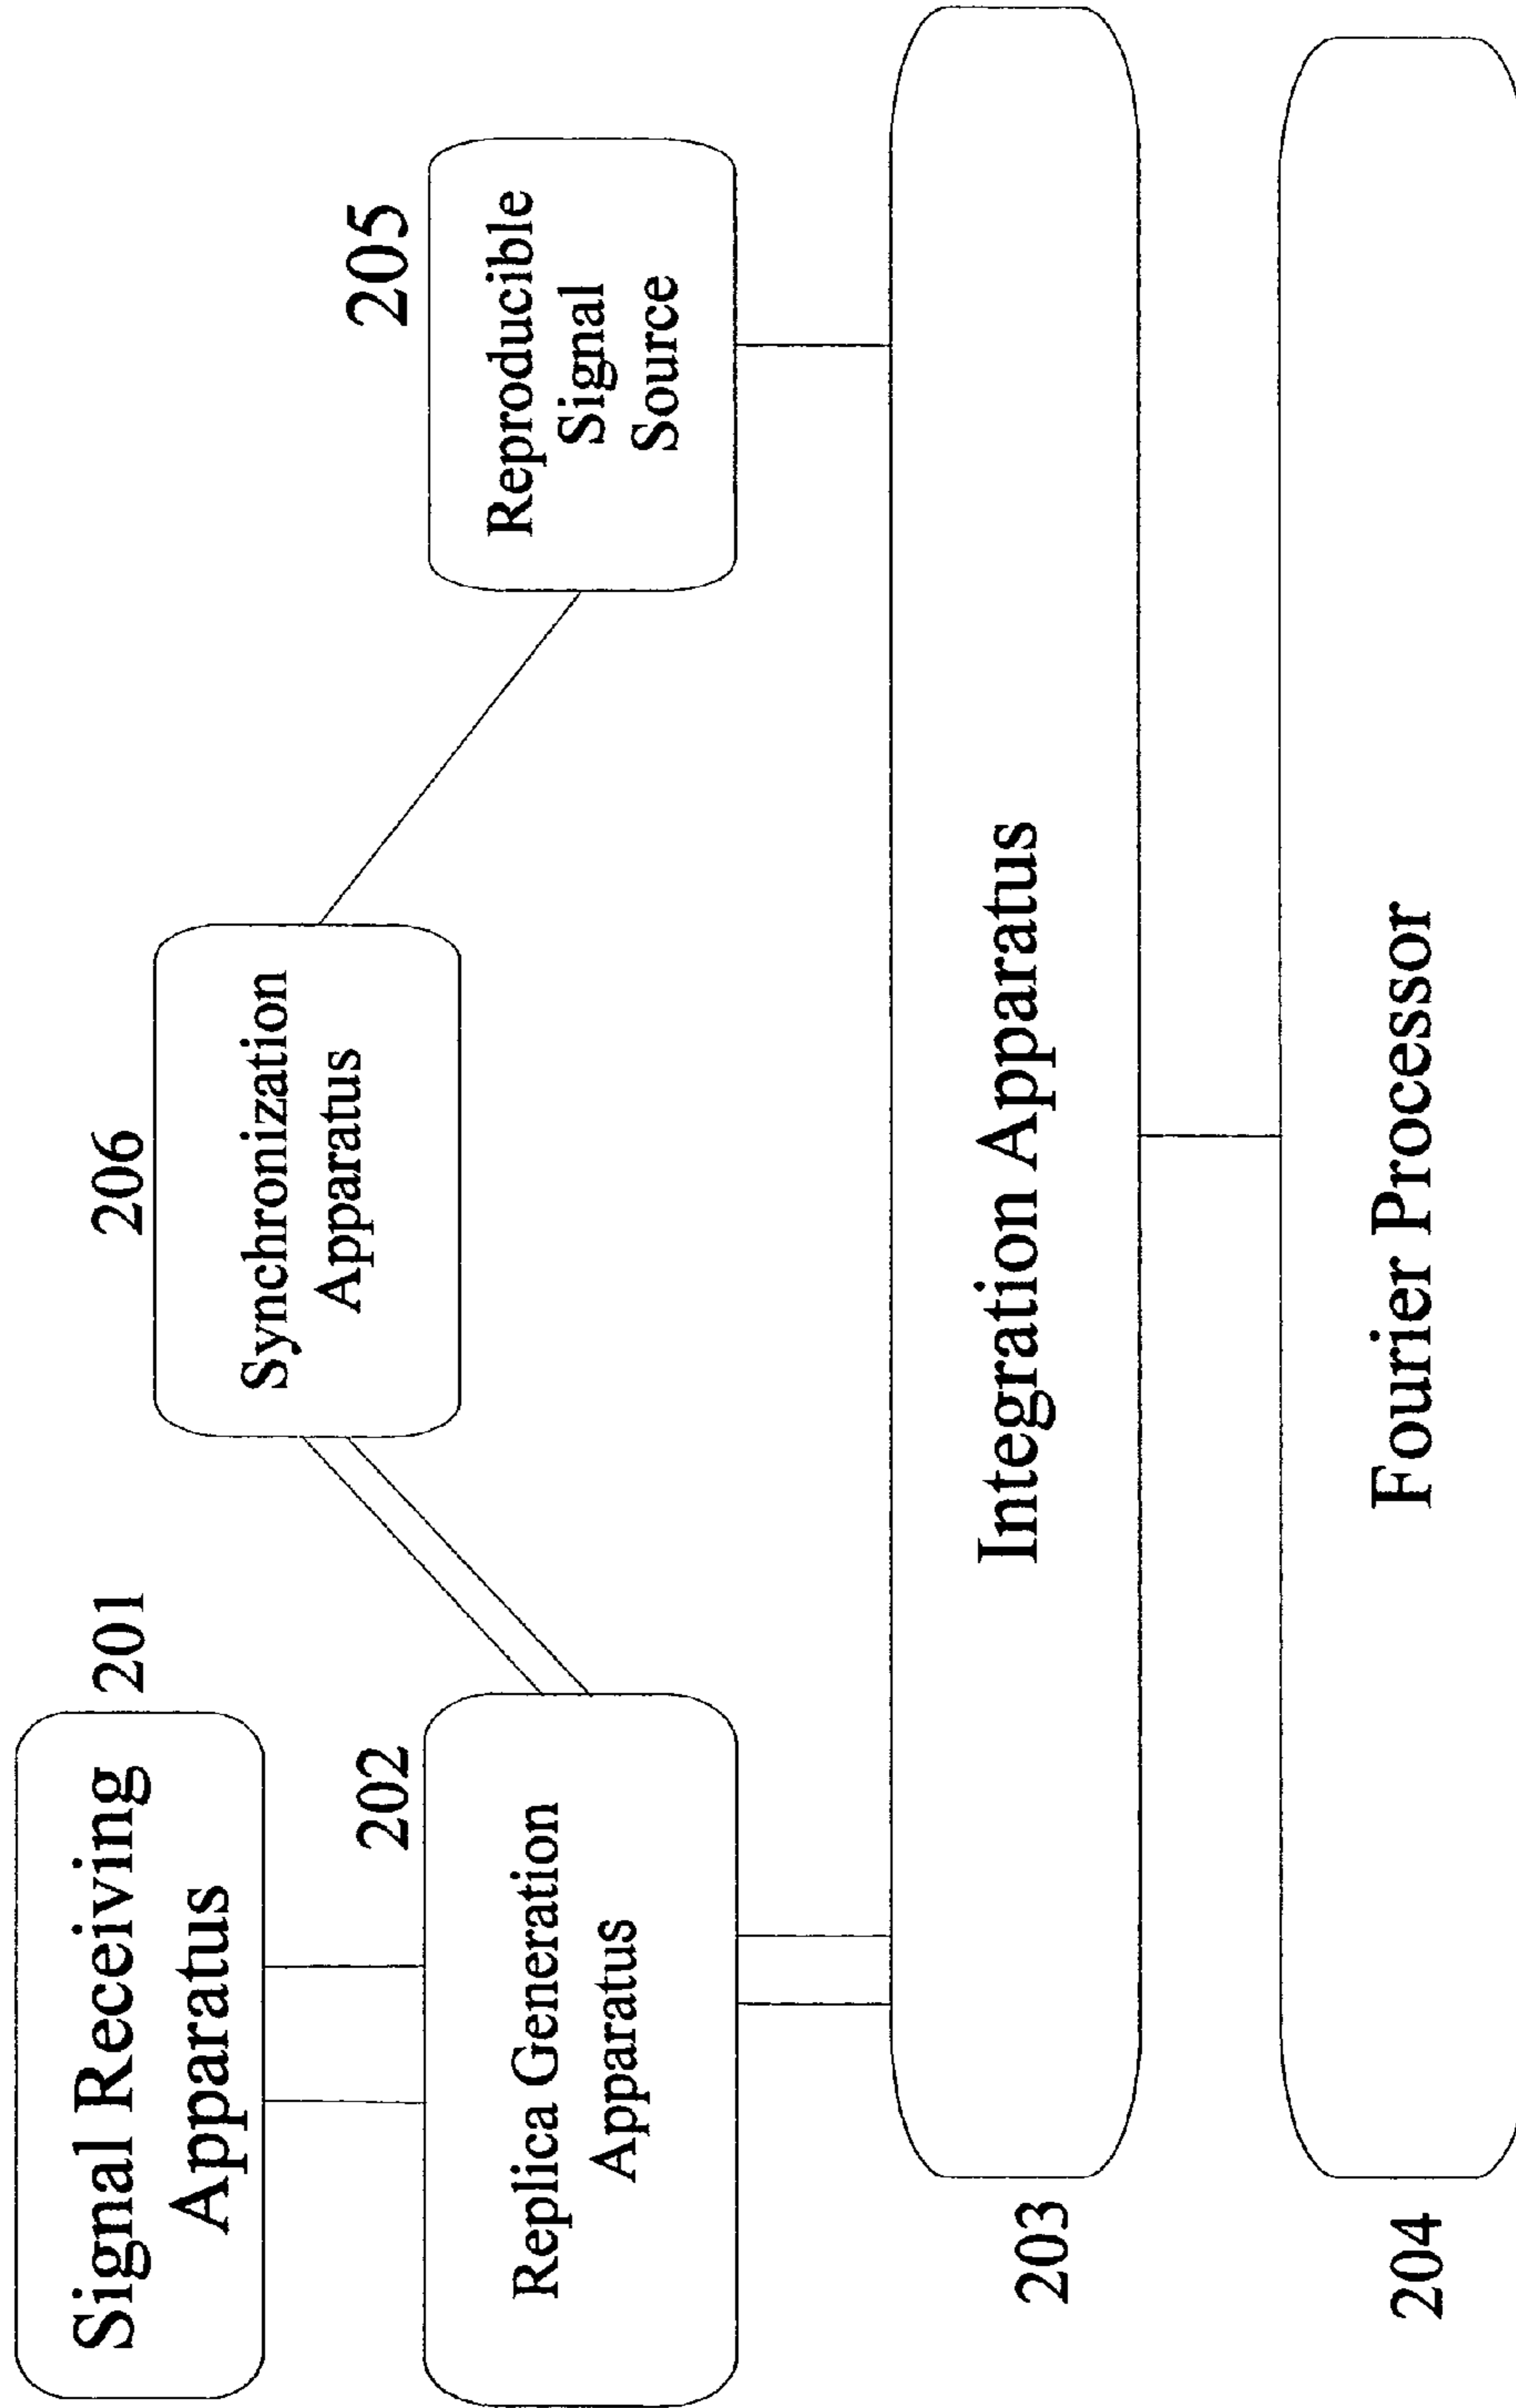 201
Signal Receiving
Apparatus
206
Synchronization
Apparatus
202
Replica Generation
Apparatus
205
Reproducible
Signal
Source
Integration Apparatus
203
Fourier Processor
204